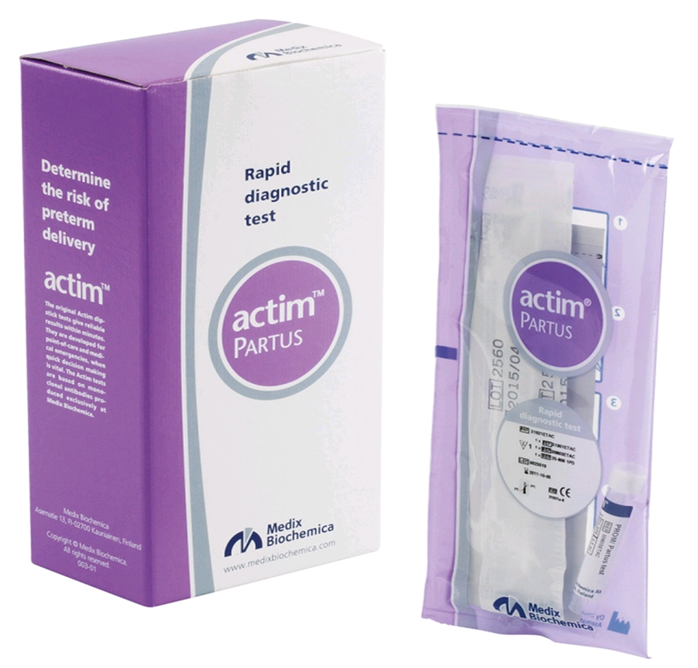 Medix
Biochemica
Determine
the risk of
preterm
delivery
actim™
The original Actim dip-
stick tests give reliable
results within minutes.
They are developed for
point-of-care and medi-
cal emergencies, when
quick decision making
is vital. The Actim tests
are based on mono-
clonal antibodies pro-
duced exclusively at
Medix Biochemica.
Medix Biochemica
Asematie 13, FI-02700 Kauniainen, Finland
Copyright © Medix Biochemica.
All rights reserved.
003-01
Rapid
diagnostic
test
actim™
PARTUS
Medix
Biochemica
www.medixbiochemica.com
1
2
3
actim®
PARTUS
LOT 2560
2015/04
Rapid
diagnostic test
1
CE
PROM/Partus test
Medix
Biochemica